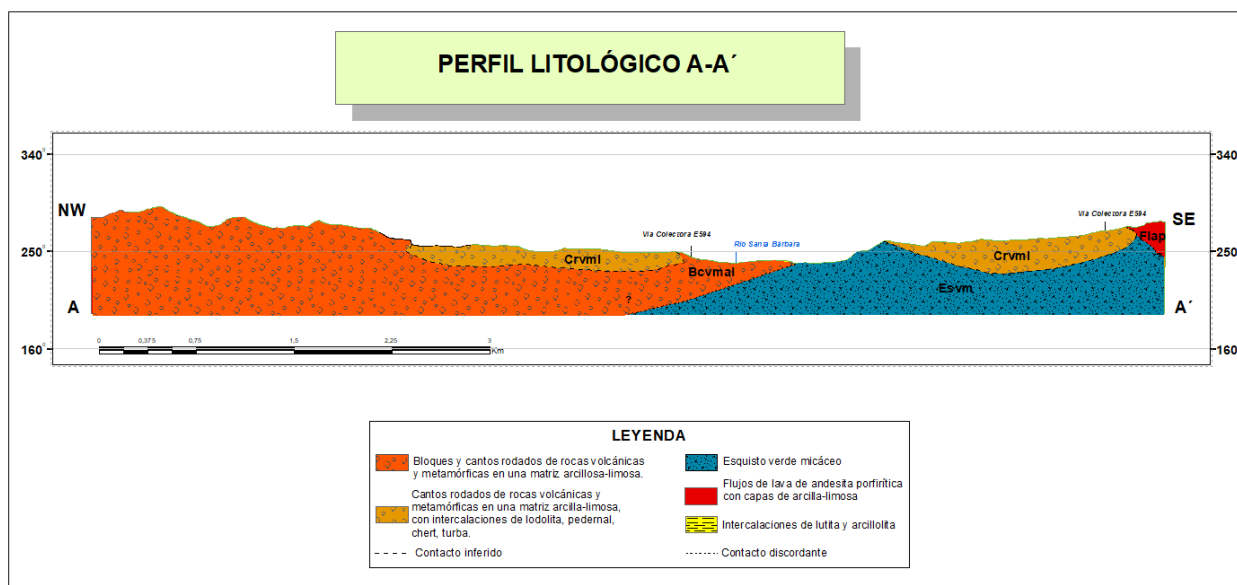 PERFIL LITOLÓGICO A-A´
340°
340°
NW
SE
Vía Colectora E594
Vía Colectora E594
Río Santa Bárbara
Flap
250°
250°
Crvml
Crvml
Bcvmal
Esvm
?
A
A´
0
0,375
0,75
1,5
2,25
3
Km
160°
160°
LEYENDA
Bloques y cantos rodados de rocas volcánicas
y metamórficas en una matriz arcillosa-limosa.
Cantos rodados de rocas volcánicas y
metamórficas en una matriz arcilla-limosa,
con intercalaciones de lodolita, pedernal,
chert, turba.
Contacto inferido
Esquisto verde micáceo
Flujos de lava de andesita porfirítica
con capas de arcilla-limosa
Intercalaciones de lutita y arcillolita
Contacto discordante